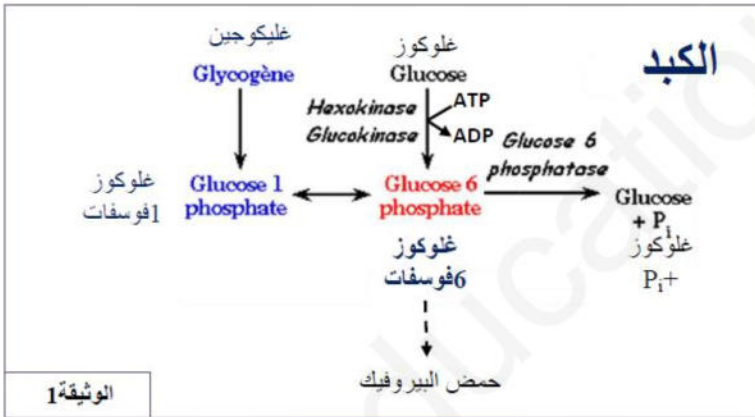 الكبد
غليكوجين
Glycogène
غلوكوز
Glucose
Hexokinase
Glucokinase
ATP
ADP
Glucose 6
phosphatase
غلوكوز
1فوسفات
Glucose 1
phosphate
Glucose 6
phosphate
Glucose
+ Pi
غلوكوز
Pi+
غلوكوز
6فوسفات
حمض البيروفيك
الوثيقة1